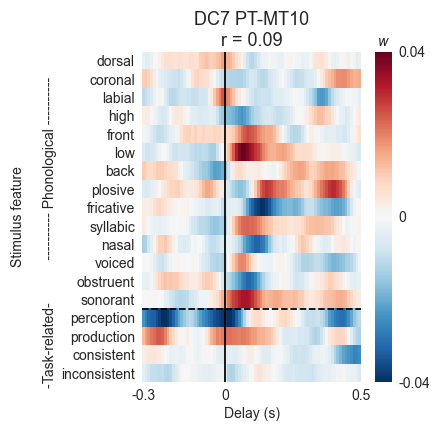 DC7 PT-MT10
r = 0.09
w
dorsal
coronal
labial
high
front
low
back
plosive
fricative
syllabic
nasal
voiced
obstruent
sonorant
perception
production
consistent
inconsistent
Stimulus feature
-Task-related- ---------- Phonological ----------
0.04
0
-0.04
-0.3 0 0.5
Delay (s)